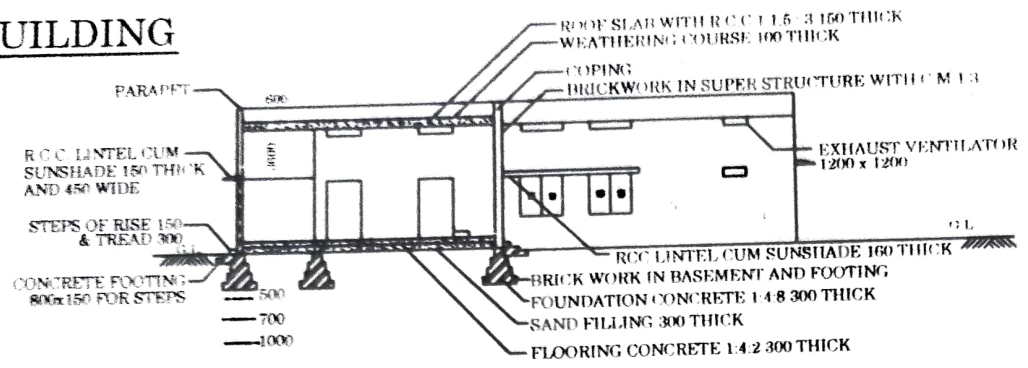 UILDING
ROOF SLAB WITH R.C.C 1:1.5:3 150 THICK
WEATHERING COURSE 100 THICK
COPING
BRICKWORK IN SUPER STRUCTURE WITH C M 1:3
PARAPET
600
3600
R.C.C. LINTEL CUM
SUNSHADE 150 THICK
AND 450 WIDE
EXHAUST VENTILATOR
1200 x 1200
STEPS OF RISE 150
& TREAD 300
G.L
G.L
RCC LINTEL CUM SUNSHADE 160 THICK
CONCRETE FOOTING
800x150 FOR STEPS
BRICK WORK IN BASEMENT AND FOOTING
500
FOUNDATION CONCRETE 1:4:8 300 THICK
700
SAND FILLING 300 THICK
1000
FLOORING CONCRETE 1:4:2 300 THICK